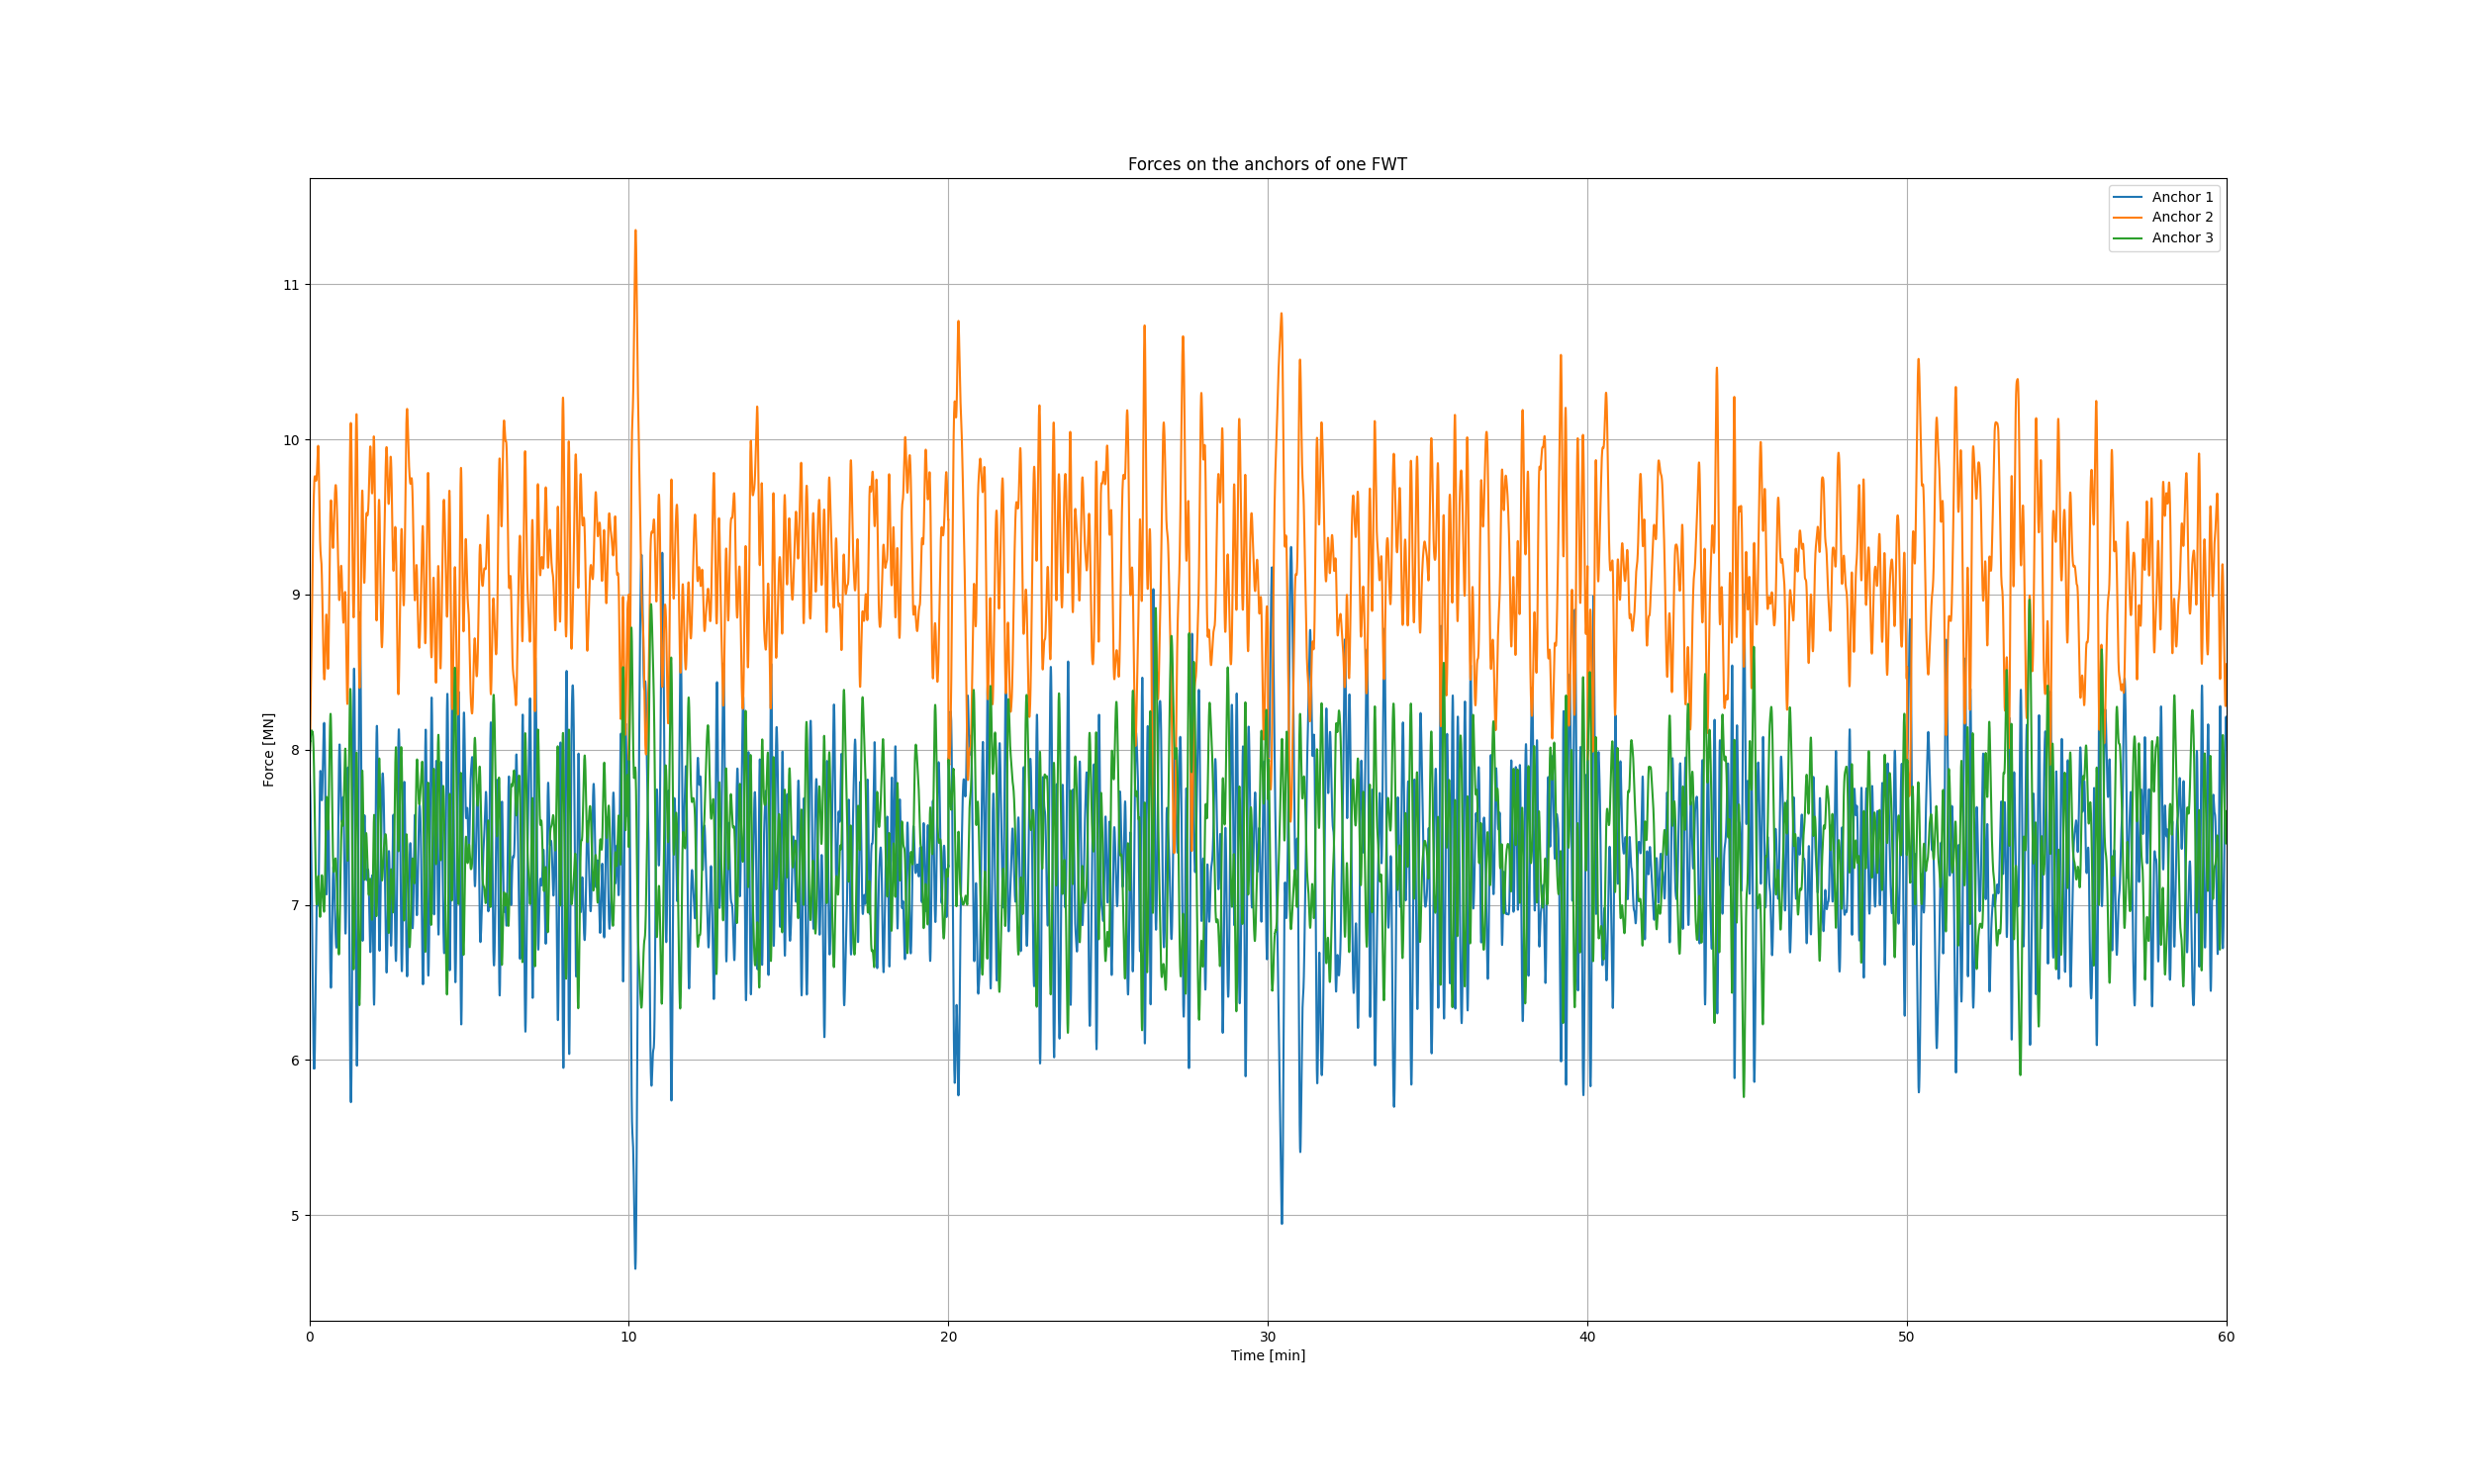 Forces on the anchors of one FWT
Anchor 1
Anchor 2
Anchor 3
Force [MN]
11
10
9
8
7
6
5
0 10 20 30 40 50 60
Time [min]